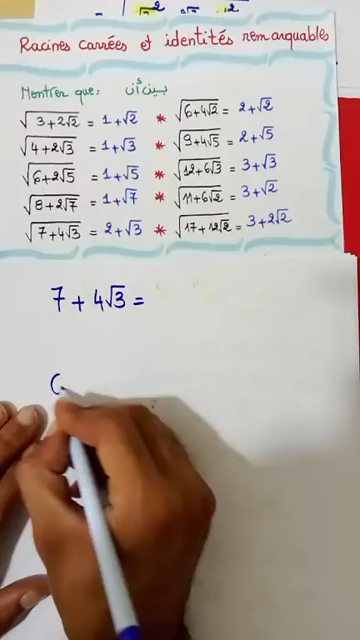 Racines carrées et identités remarquables
Montrer que: بين أن
√3+2√2 = 1+√2 * √6+4√2 = 2+√2
√4+2√3 = 1+√3 * √9+4√5 = 2+√5
√6+2√5 = 1+√5 * √12+6√3 = 3+√3
√8+2√7 = 1+√7 * √11+6√2 = 3+√2
√7+4√3 = 2+√3 * √17+12√2 = 3+2√2
7+4√3 =
(